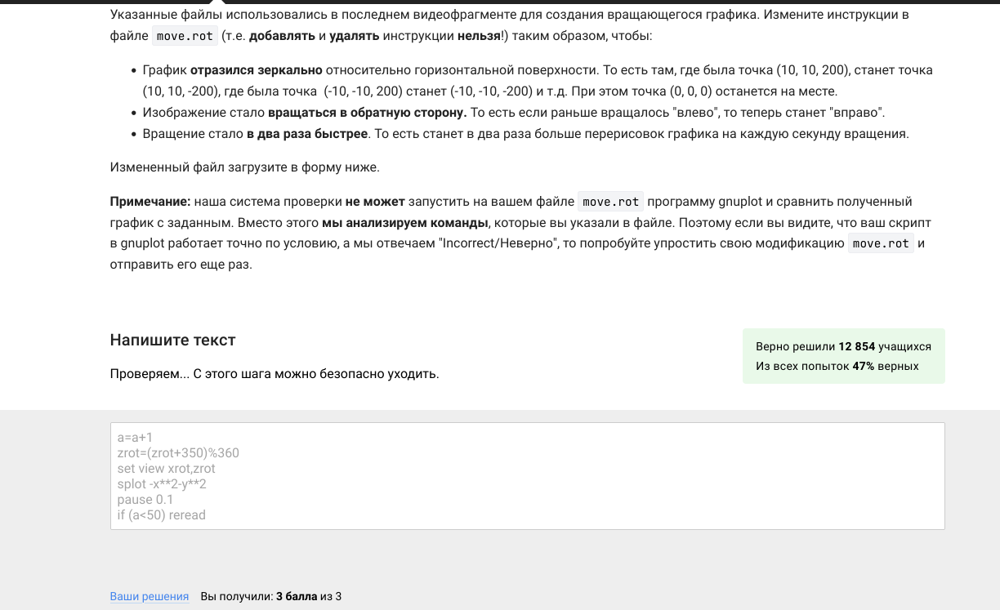 Указанные файлы использовались в последнем видеофрагменте для создания вращающегося графика. Измените инструкции в
файле move.rot (т.е. добавлять и удалять инструкции нельзя!) таким образом, чтобы:
• График отразился зеркально относительно горизонтальной поверхности. То есть там, где была точка (10, 10, 200), станет точка
(10, 10, -200), где была точка (-10, -10, 200) станет (-10, -10, -200) и т.д. При этом точка (0, 0, 0) останется на месте.
• Изображение стало вращаться в обратную сторону. То есть если раньше вращалось "влево", то теперь станет "вправо".
• Вращение стало в два раза быстрее. То есть станет в два раза больше перерисовок графика на каждую секунду вращения.
Измененный файл загрузите в форму ниже.
Примечание: наша система проверки не может запустить на вашем файле move.rot программу gnuplot и сравнить полученный
график с заданным. Вместо этого мы анализируем команды, которые вы указали в файле. Поэтому если вы видите, что ваш скрипт
в gnuplot работает точно по условию, а мы отвечаем "Incorrect/Неверно", то попробуйте упростить свою модификацию move.rot и
отправить его еще раз.
Напишите текст
Верно решили 12 854 учащихся
Из всех попыток 47% верных
Проверяем... С этого шага можно безопасно уходить.
a=a+1
zrot=(zrot+350)%360
set view xrot,zrot
splot -x**2-y**2
pause 0.1
if (a<50) reread
Ваши решения Вы получили: 3 балла из 3